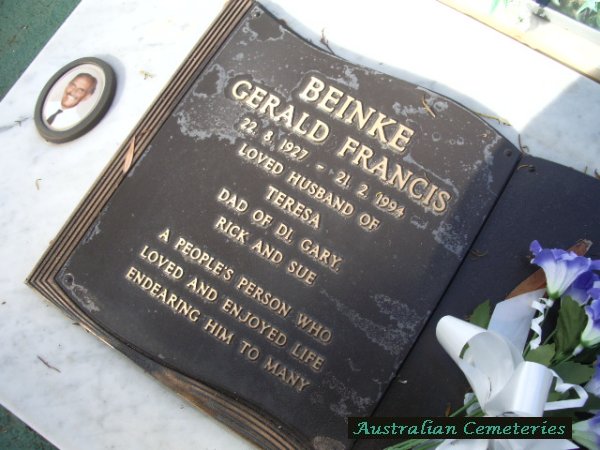 BEINKE
GERALD FRANCIS
22. 8. 1927 - 21. 2. 1994
LOVED HUSBAND OF
TERESA
DAD OF DI, GARY,
RICK AND SUE
A PEOPLE'S PERSON WHO
LOVED AND ENJOYED LIFE
ENDEARING HIM TO MANY
Australian Cemeteries